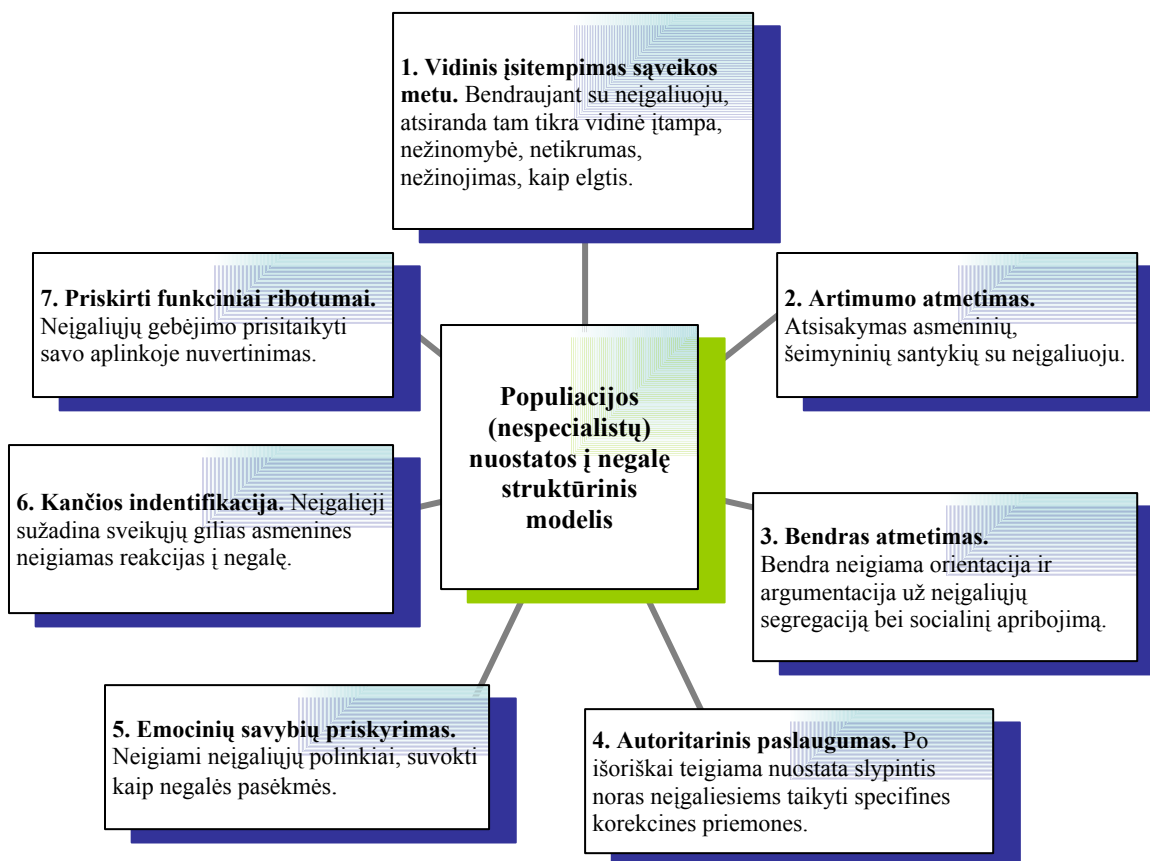 1. Vidinis įsitempimas sąveikos
metu. Bendraujant su neįgaliuoju,
atsiranda tam tikra vidinė įtampa,
nežinomybė, netikrumas,
nežinojimas, kaip elgtis.
2. Artimumo atmetimas.
Atsisakymas asmeninių,
šeimyninių santykių su neįgaliuoju.
3. Bendras atmetimas.
Bendra neigiama orientacija ir
argumentacija už neįgaliųjų
segregaciją bei socialinį apribojimą.
4. Autoritarinis paslaugumas. Po
išoriškai teigiama nuostata slypintis
noras neįgaliesiems taikyti specifines
korekcines priemones.
5. Emocinių savybių priskyrimas.
Neigiami neįgaliųjų polinkiai, suvokti
kaip negalės pasėkmės.
6. Kančios indentifikacija. Neįgalieji
sužadina sveikųjų gilias asmenines
neigiamas reakcijas į negalę.
7. Priskirti funkciniai ribotumai.
Neįgaliųjų gebėjimo prisitaikyti
savo aplinkoje nuvertinimas.
Populiacijos
(nespecialistų)
nuostatos į negalę
struktūrinis
modelis